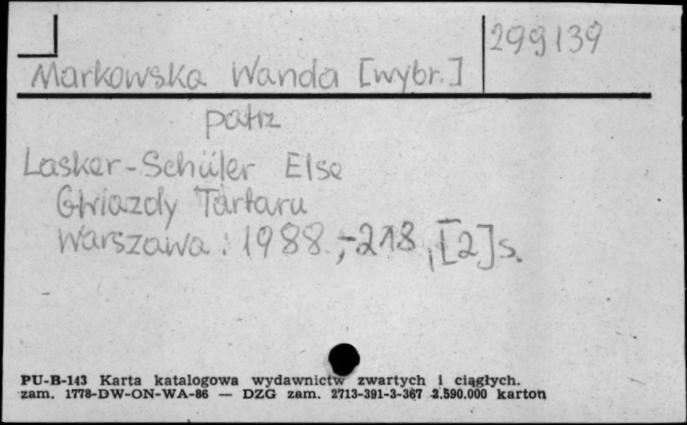 299139
Markowska Wanda [wybr.]
patrz
Lasker-Schüler Else
Gwiazdy Tartaru
Warszawa : 1988.,-218, [2] s.
PU-B-143 Karta katalogowa wydawnictw zwartych i ciągłych.
zam. 1778-DW-ON-WA-86 — DZG zam. 2713-391-3-367 2.590.000 karton